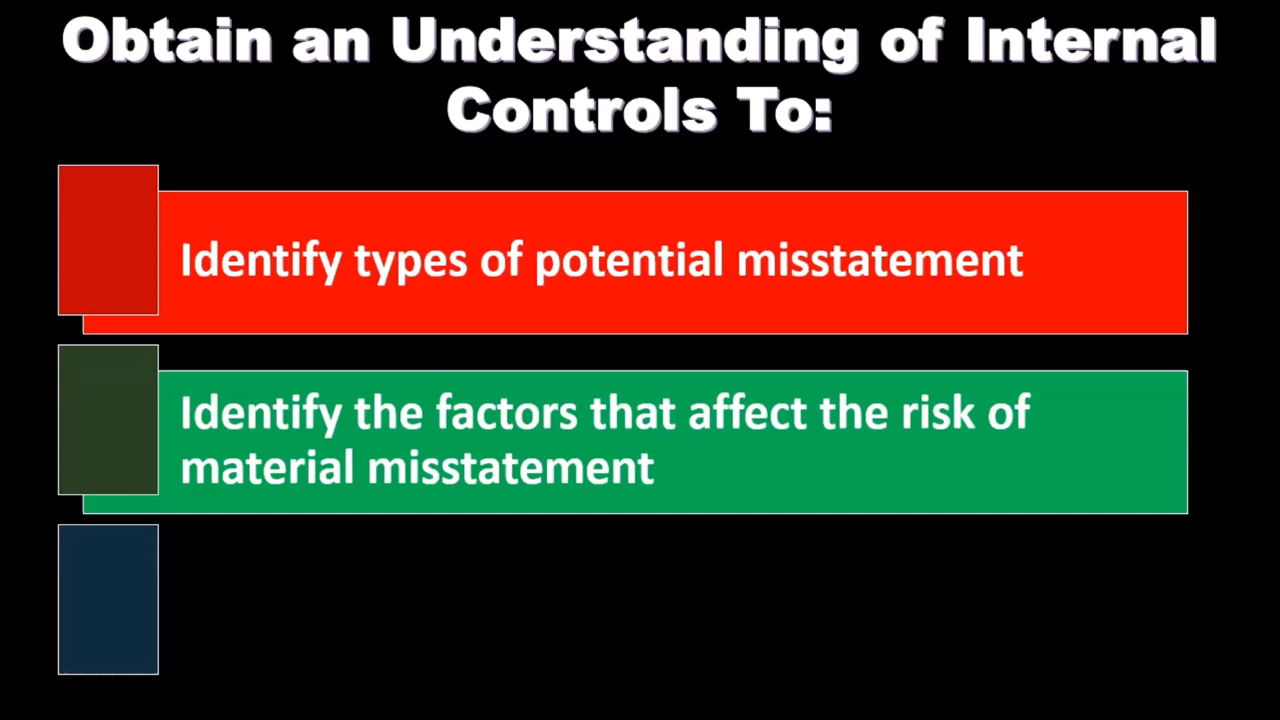 Obtain an Understanding of Internal
Controls To:
Identify types of potential misstatement
Identify the factors that affect the risk of
material misstatement